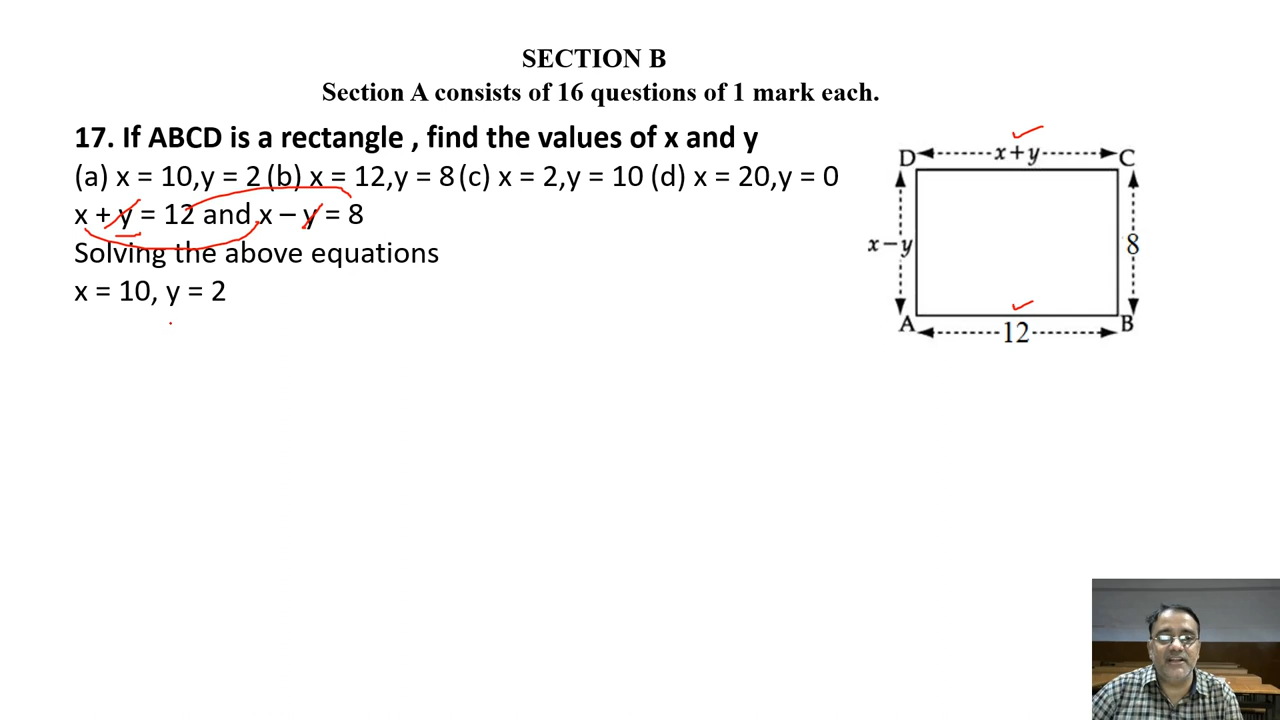 SECTION B
Section A consists of 16 questions of 1 mark each.
17. If ABCD is a rectangle , find the values of x and y
(a) x = 10,y = 2 (b) x = 12,y = 8 (c) x = 2,y = 10 (d) x = 20,y = 0
x + y = 12 and x – y = 8
Solving the above equations
x = 10, y = 2
D x+y C
x–y 8
A 12 B